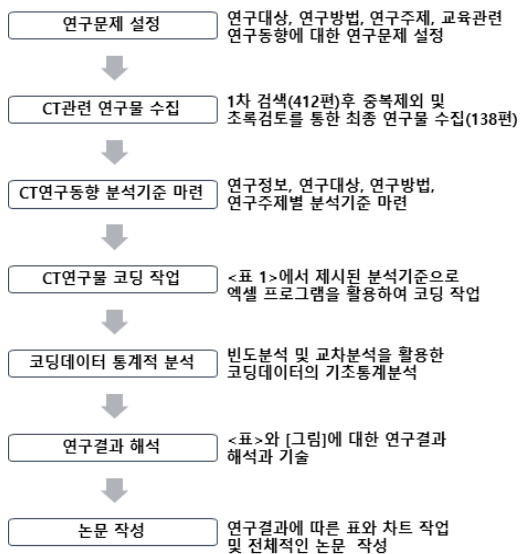 연구문제 설정
연구대상, 연구방법, 연구주제, 교육관련
연구동향에 대한 연구문제 설정
CT관련 연구물 수집
1차 검색(412편)후 중복제외 및
초록검토를 통한 최종 연구물 수집(138편)
CT연구동향 분석기준 마련
연구정보, 연구대상, 연구방법,
연구주제별 분석기준 마련
CT연구물 코딩 작업
<표 1>에서 제시된 분석기준으로
엑셀 프로그램을 활용하여 코딩 작업
코딩데이터 통계적 분석
빈도분석 및 교차분석을 활용한
코딩데이터의 기초통계분석
연구결과 해석
<표>와 [그림]에 대한 연구결과
해석과 기술
논문 작성
연구결과에 따른 표와 차트 작업
및 전체적인 논문 작성